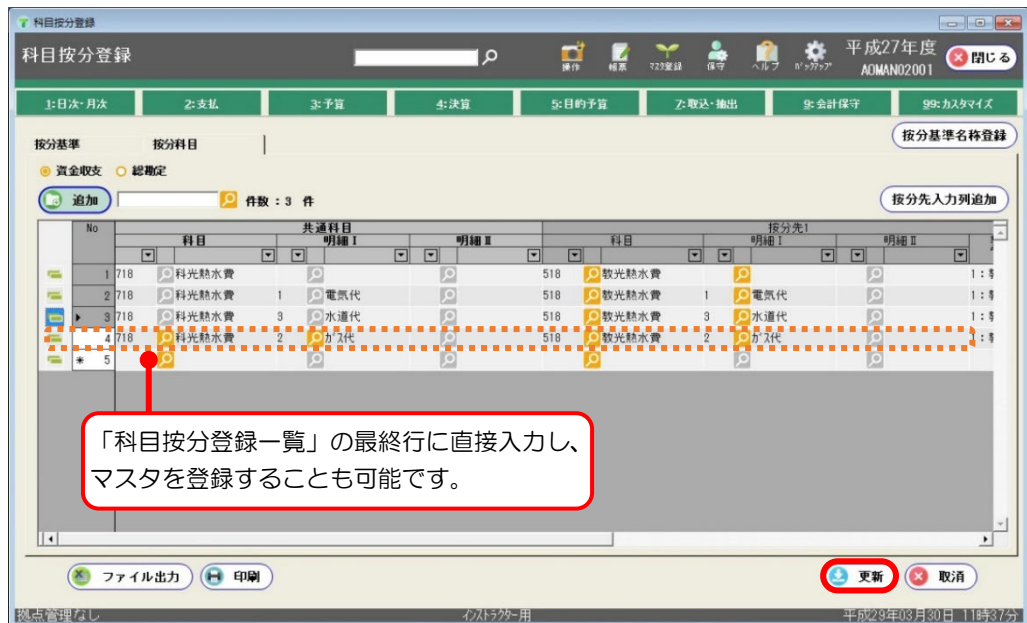 科目按分登録
科目按分登録 操作 帳票 マスタ登録 保守 ヘルプ ﾊﾞｯｸｱｯﾌﾟ 平成27年度 AOMAN02001 閉じる
1:日次・月次 2:支払 3:予算 4:決算 5:目的予算 7:取込・抽出 9:会計保守 99:カスタマイズ
按分基準 按分科目 按分基準名称登録
資金収支 総勘定
追加 件数:3 件 按分先入力列追加
No 共通科目 按分先1
科目 明細Ⅰ 明細Ⅱ 科目 明細Ⅰ 明細Ⅱ
1 718 科光熱水費 518 教光熱水費 1:
2 718 科光熱水費 1 電気代 518 教光熱水費 1 電気代 1:
3 718 科光熱水費 3 水道代 518 教光熱水費 3 水道代 1:
4 718 科光熱水費 2 ｶﾞｽ代 518 教光熱水費 2 ｶﾞｽ代 1:
* 5
「科目按分登録一覧」の最終行に直接入力し、
マスタを登録することも可能です。
ファイル出力 印刷 更新 取消
拠点管理なし ｲﾝｽﾄﾗｸﾀｰ用 平成29年03月30日 11時37分